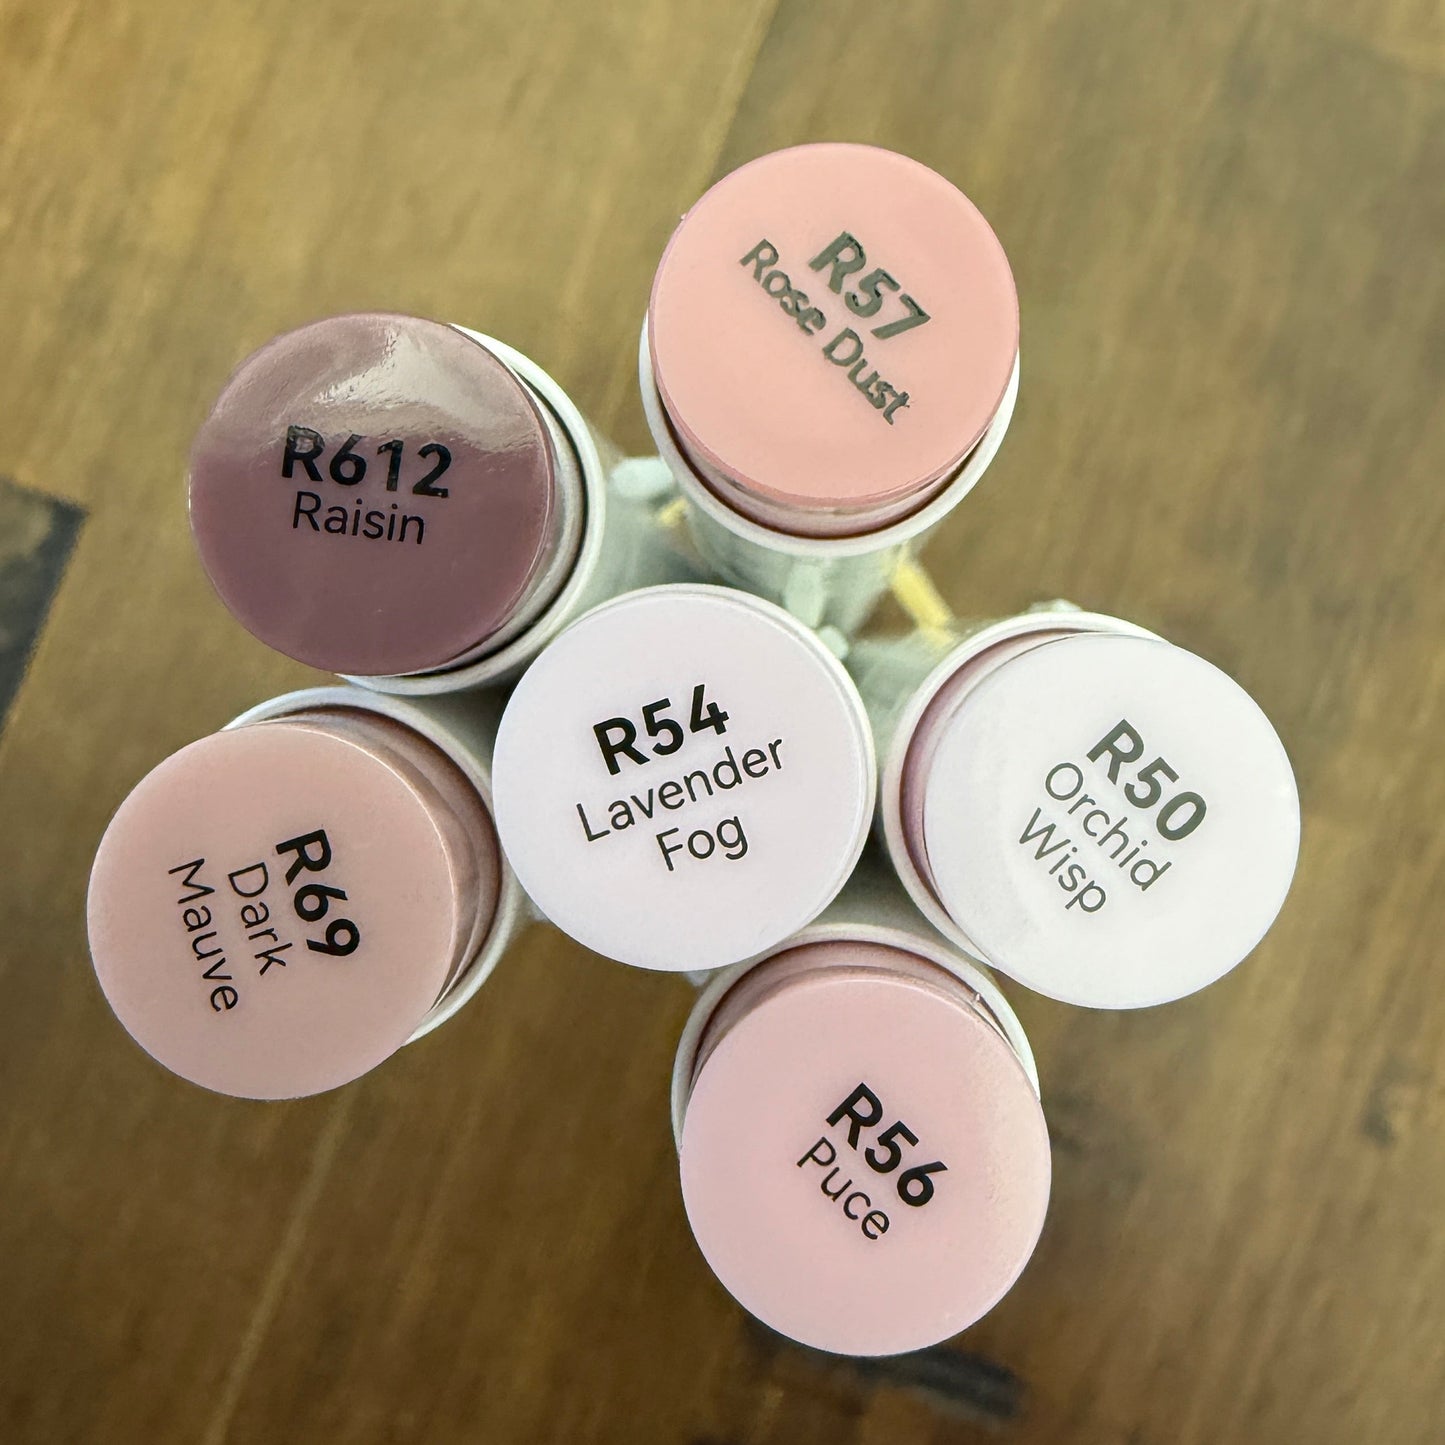 R57
Rose Dust
R612
Raisin
R54
Lavender
Fog
R50
Orchid
Wisp
R69
Dark
Mauve
R56
Puce